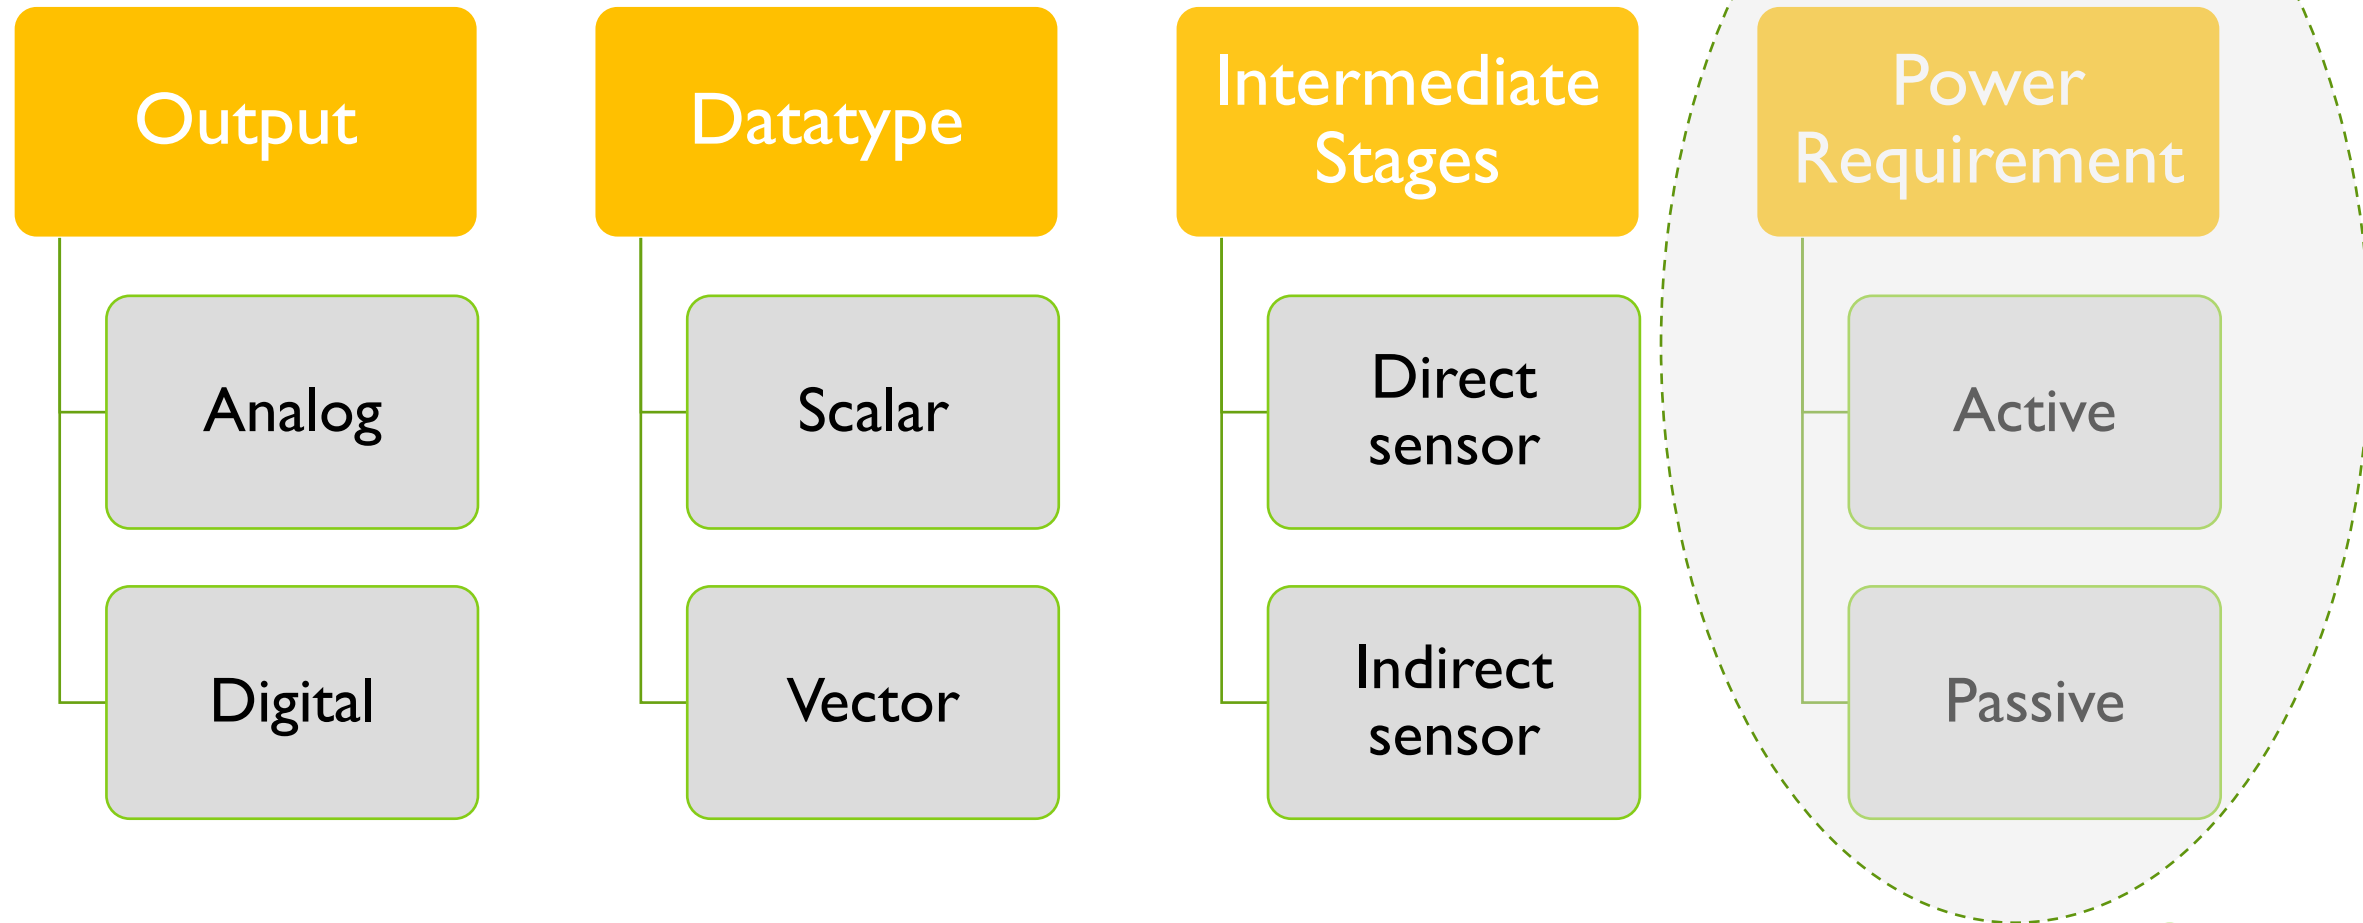 Output
Analog
Digital
Datatype
Scalar
Vector
Intermediate
Stages
Direct
sensor
Indirect
sensor
Power
Requirement
Active
Passive